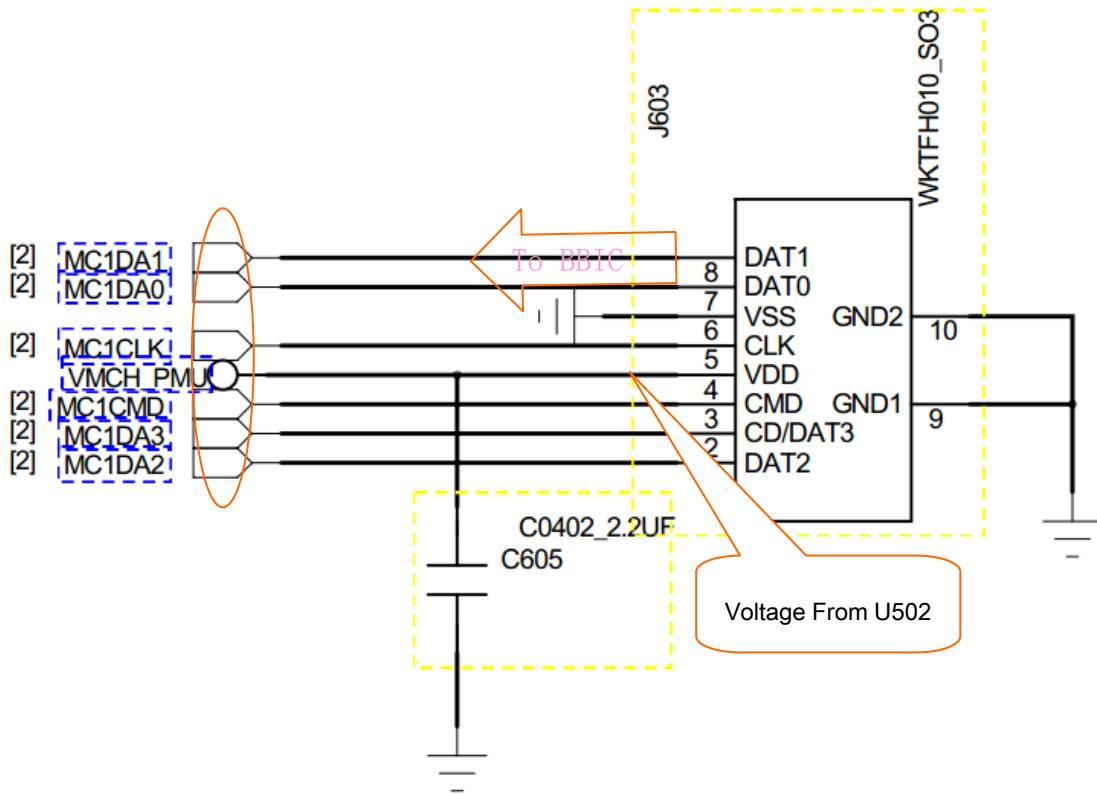 WKTFH010_SO3
J603
[2] MC1DA1
[2] MC1DA0
[2] MC1CLK
VMCH_PMU
[2] MC1CMD
[2] MC1DA3
[2] MC1DA2
To BBIC
DAT1
8 DAT0
7 VSS GND2 10
6 CLK
5 VDD
4 CMD GND1 9
3 CD/DAT3
2 DAT2
C0402_2.2UF
C605
Voltage From U502